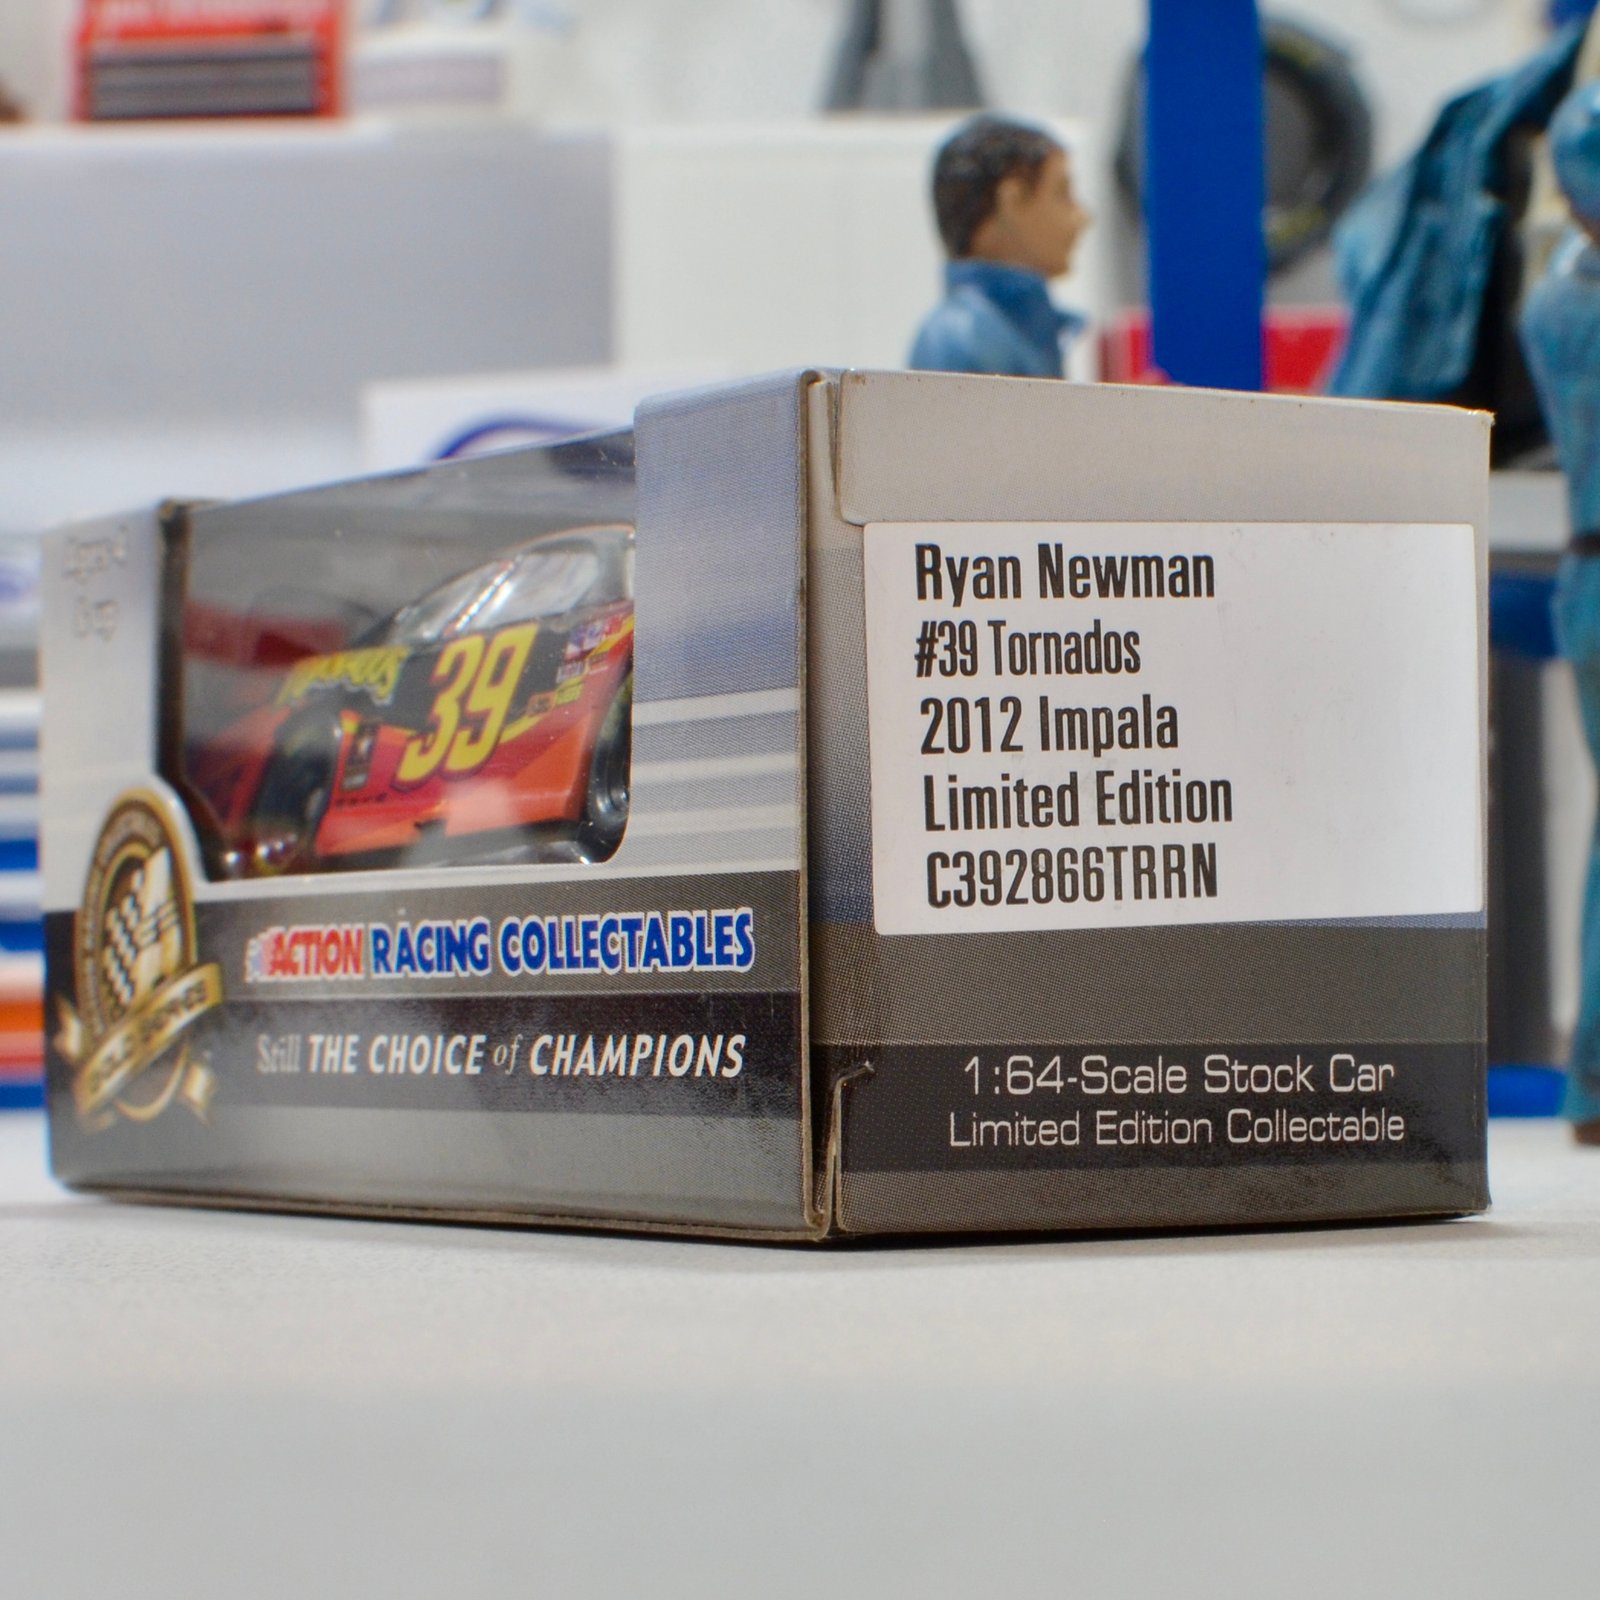 Ryan Newman
#39 Tornados
2012 Impala
Limited Edition
C392866TRRN
1:64-Scale Stock Car
Limited Edition Collectable
39
ACTION RACING COLLECTABLES
Still THE CHOICE of CHAMPIONS